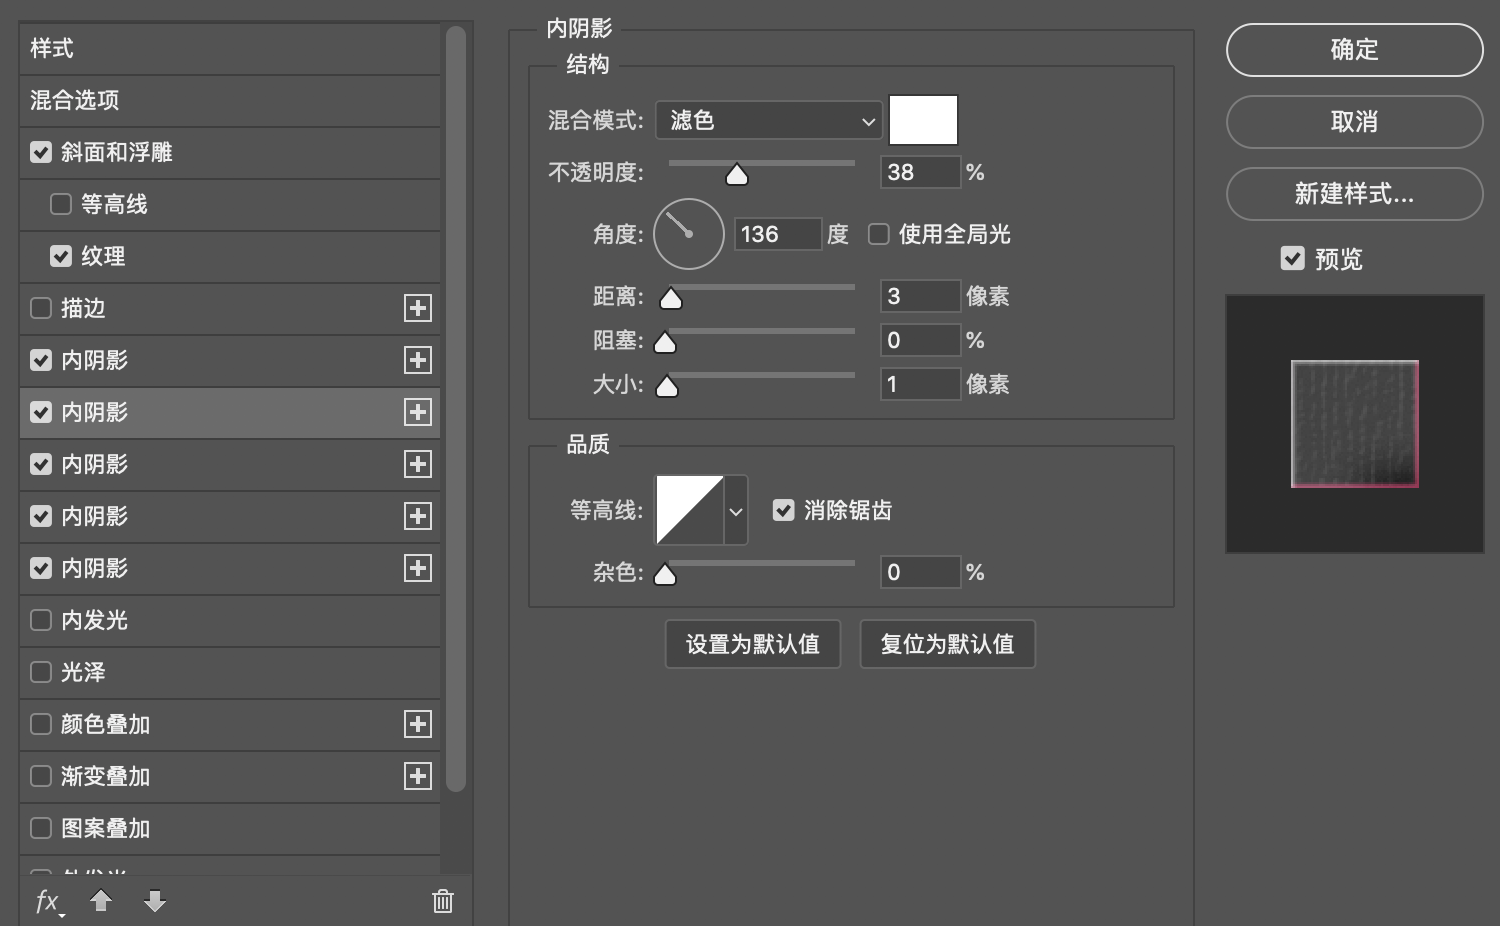 样式
混合选项
斜面和浮雕
等高线
纹理
描边
内阴影
内阴影
内阴影
内阴影
内阴影
内发光
光泽
颜色叠加
渐变叠加
图案叠加
fx
内阴影
结构
混合模式: 滤色
不透明度: 38 %
角度: 136 度 使用全局光
距离: 3 像素
阻塞: 0 %
大小: 1 像素
品质
等高线: 消除锯齿
杂色: 0 %
设置为默认值 复位为默认值
确定
取消
新建样式...
预览